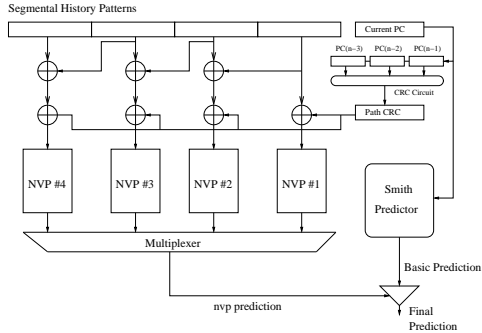 Segmental History Patterns
Current PC
PC(n-3) PC(n-2) PC(n-1)
CRC Circuit
Path CRC
NVP #4
NVP #3
NVP #2
NVP #1
Smith
Predictor
Multiplexer
Basic Prediction
nvp prediction
Final
Prediction